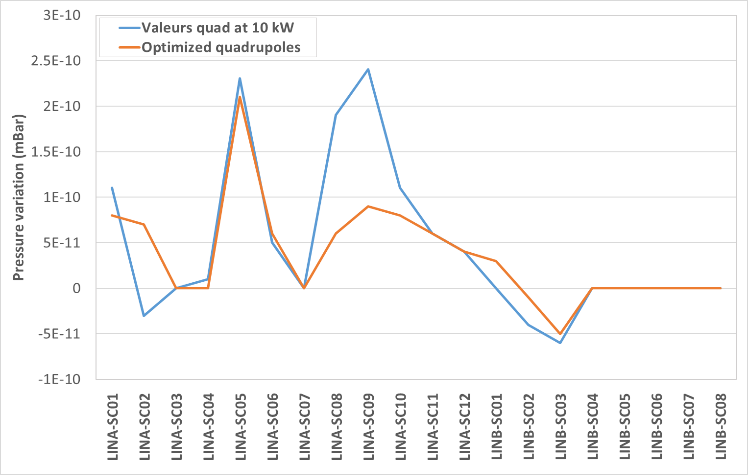 Valeurs quad at 10 kW
Optimized quadrupoles
Pressure variation (mBar)
3E-10
2.5E-10
2E-10
1.5E-10
1E-10
5E-11
0
-5E-11
-1E-10
LINA-SC01
LINA-SC02
LINA-SC03
LINA-SC04
LINA-SC05
LINA-SC06
LINA-SC07
LINA-SC08
LINA-SC09
LINA-SC10
LINA-SC11
LINA-SC12
LINB-SC01
LINB-SC02
LINB-SC03
LINB-SC04
LINB-SC05
LINB-SC06
LINB-SC07
LINB-SC08